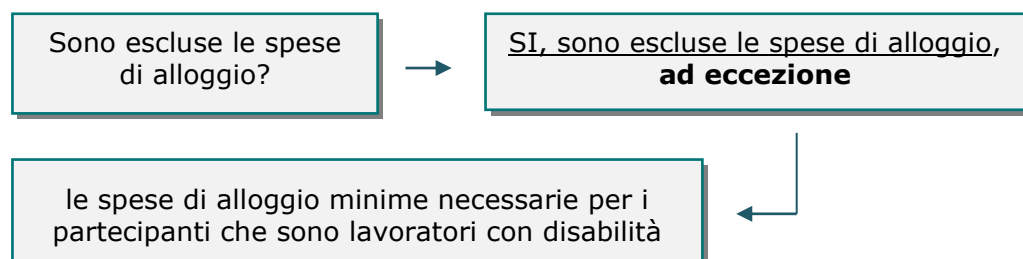 Sono escluse le spese
di alloggio?
SI, sono escluse le spese di alloggio,
ad eccezione
le spese di alloggio minime necessarie per i
partecipanti che sono lavoratori con disabilità